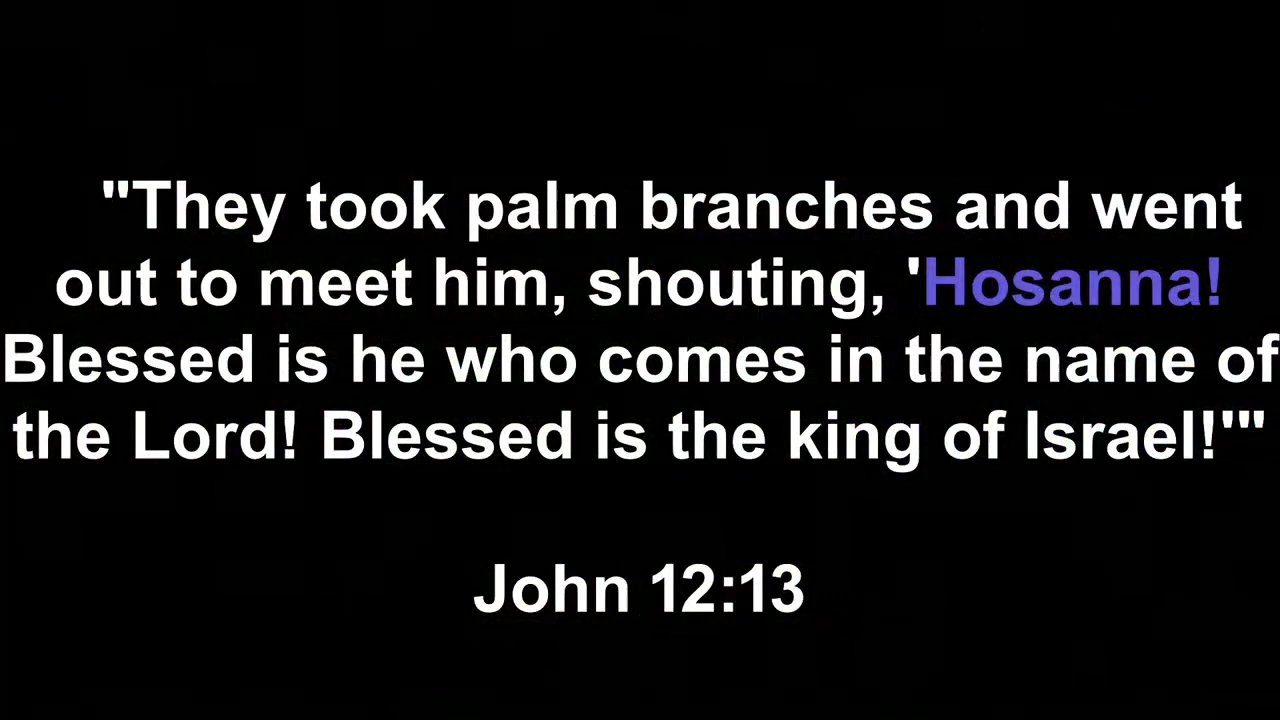 "They took palm branches and went
out to meet him, shouting, 'Hosanna!
Blessed is he who comes in the name of
the Lord! Blessed is the king of Israel!'"
John 12:13